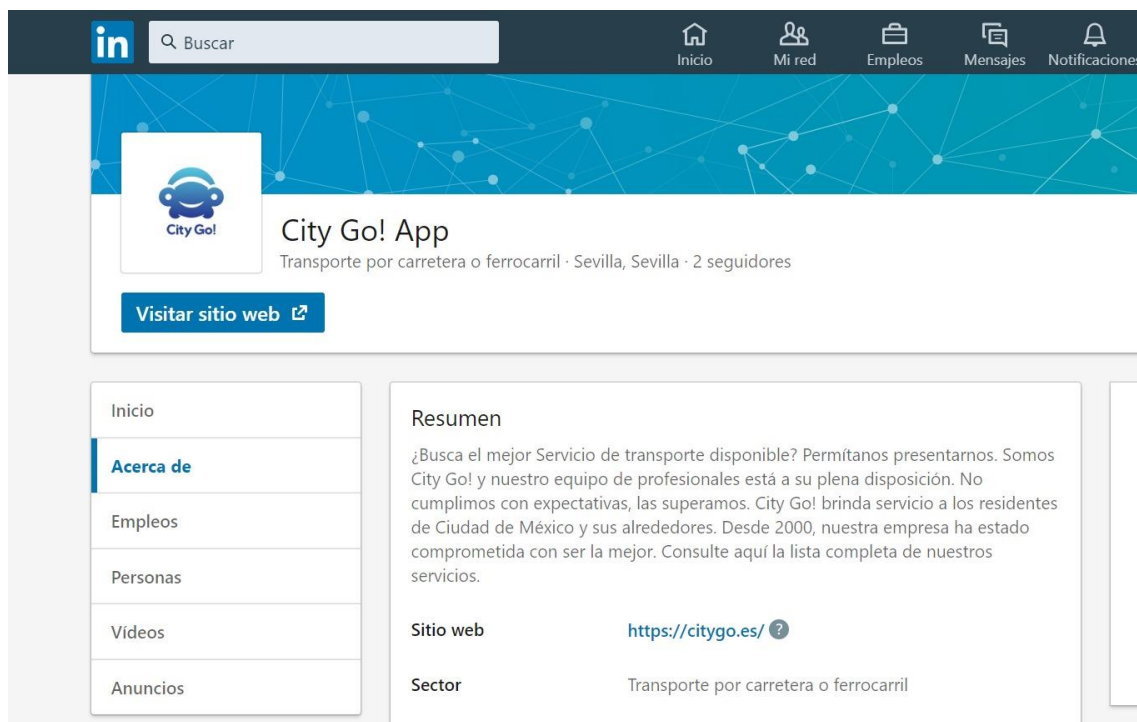 in
Buscar
Inicio
Mi red
Empleos
Mensajes
Notificaciones
City Go!
City Go! App
Transporte por carretera o ferrocarril · Sevilla, Sevilla · 2 seguidores
Visitar sitio web
Inicio
Acerca de
Empleos
Personas
Vídeos
Anuncios
Resumen
¿Busca el mejor Servicio de transporte disponible? Permítanos presentarnos. Somos
City Go! y nuestro equipo de profesionales está a su plena disposición. No
cumplimos con expectativas, las superamos. City Go! brinda servicio a los residentes
de Ciudad de México y sus alrededores. Desde 2000, nuestra empresa ha estado
comprometida con ser la mejor. Consulte aquí la lista completa de nuestros
servicios.
Sitio web https://citygo.es/ ?
Sector Transporte por carretera o ferrocarril